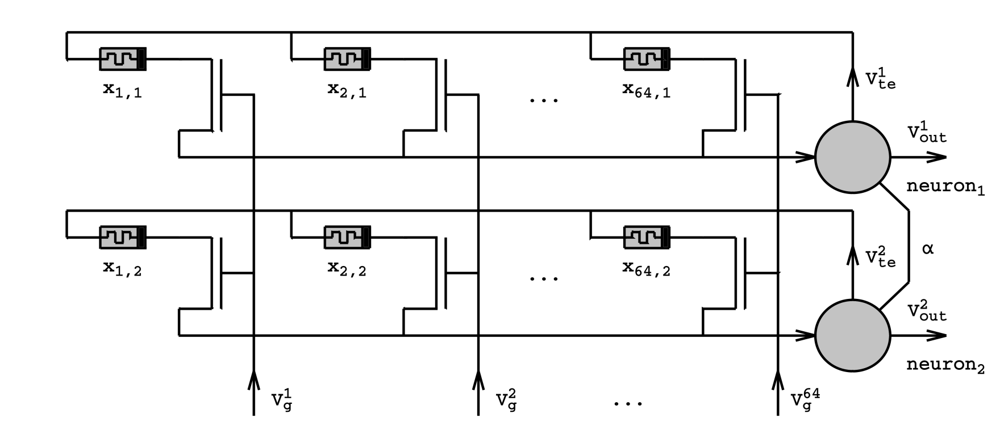 v¹te
x1,1 x2,1 ... x64,1
v¹out
neuron1
α
v²te
x1,2 x2,2 ... x64,2
v²out
neuron2
v¹g v²g ... v⁶⁴g